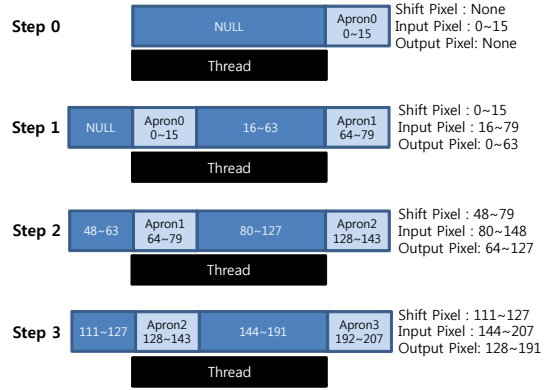 Step 0
NULL
Apron0
0~15
Shift Pixel : None
Input Pixel : 0~15
Output Pixel: None
Thread
Step 1
NULL
Apron0
0~15
16~63
Apron1
64~79
Shift Pixel : 0~15
Input Pixel : 16~79
Output Pixel: 0~63
Thread
Step 2
48~63
Apron1
64~79
80~127
Apron2
128~143
Shift Pixel : 48~79
Input Pixel : 80~148
Output Pixel: 64~127
Thread
Step 3
111~127
Apron2
128~143
144~191
Apron3
192~207
Shift Pixel : 111~127
Input Pixel : 144~207
Output Pixel: 128~191
Thread